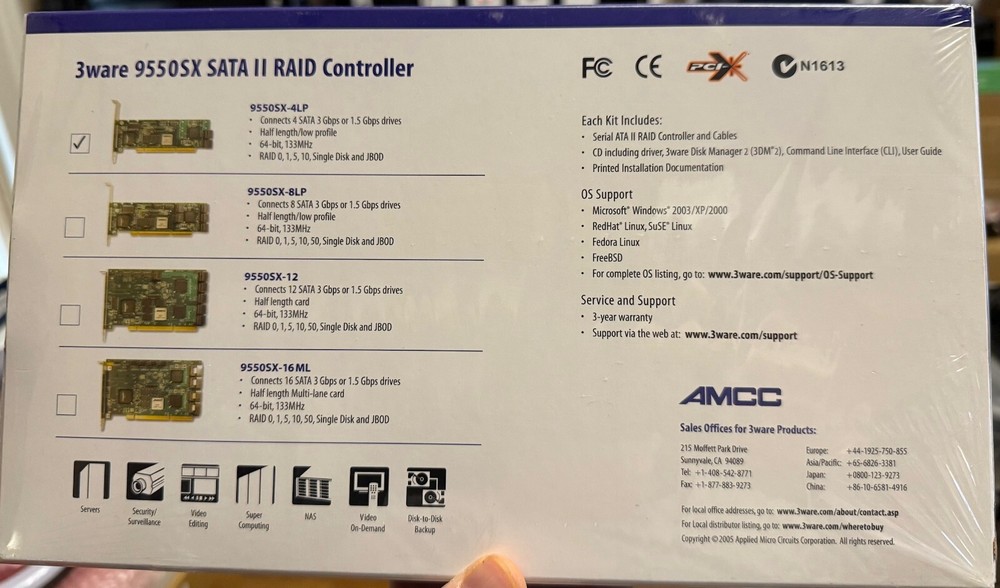 3ware 9550SX SATA II RAID Controller
9550SX-4LP
• Connects 4 SATA 3 Gbps or 1.5 Gbps drives
• Half length/low profile
• 64-bit, 133MHz
• RAID 0, 1, 5, 10, Single Disk and JBOD
9550SX-8LP
• Connects 8 SATA 3 Gbps or 1.5 Gbps drives
• Half length/low profile
• 64-bit, 133MHz
• RAID 0, 1, 5, 10, 50, Single Disk and JBOD
9550SX-12
• Connects 12 SATA 3 Gbps or 1.5 Gbps drives
• Half length card
• 64-bit, 133MHz
• RAID 0, 1, 5, 10, 50, Single Disk and JBOD
9550SX-16ML
• Connects 16 SATA 3 Gbps or 1.5 Gbps drives
• Half length Multi-lane card
• 64-bit, 133MHz
• RAID 0, 1, 5, 10, 50, Single Disk and JBOD
Servers
Security/
Surveillance
Video
Editing
Super
Computing
NAS
Video
On-Demand
Disk-to-Disk
Backup
FC CE PCI-X N1613
Each Kit Includes:
• Serial ATA II RAID Controller and Cables
• CD including driver, 3ware Disk Manager 2 (3DM®2), Command Line Interface (CLI), User Guide
• Printed Installation Documentation
OS Support
• Microsoft® Windows® 2003/XP/2000
• RedHat® Linux, SuSE® Linux
• Fedora Linux
• FreeBSD
• For complete OS listing, go to: www.3ware.com/support/OS-Support
Service and Support
• 3-year warranty
• Support via the web at: www.3ware.com/support
AMCC
Sales Offices for 3ware Products:
215 Moffett Park Drive
Sunnyvale, CA 94089
Tel: +1-408-542-8771
Fax: +1-877-883-9273
Europe: +44-1925-750-855
Asia/Pacific: +65-6826-3381
Japan: +0800-123-9273
China: +86-10-6581-4916
For local office addresses, go to: www.3ware.com/about/contact.asp
For Local distributor listing, go to: www.3ware.com/wheretobuy
Copyright ©2005 Applied Micro Circuits Corporation. All rights reserved.